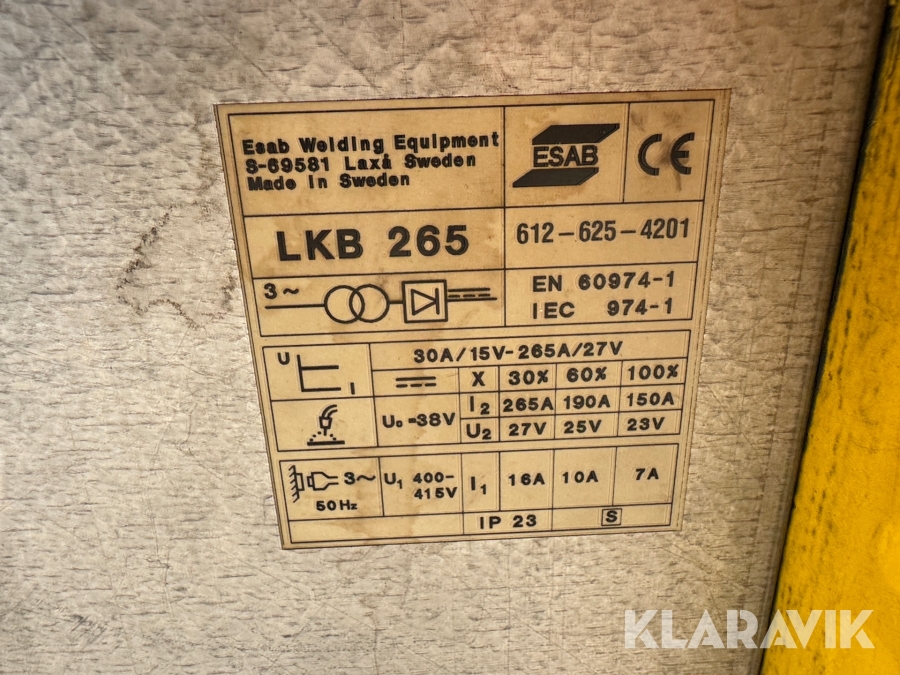 Esab Welding Equipment
S-69581 Laxå Sweden
Made in Sweden
ESAB
CE
LKB 265
612-625-4201
3~
EN 60974-1
IEC 974-1
U
I
30A/15V-265A/27V
X 30% 60% 100%
U₀=38V
I₂ 265A 190A 150A
U₂ 27V 25V 23V
3~
50Hz
U₁ 400-
415V
I₁ 16A 10A 7A
IP 23
S
KLARAVIK